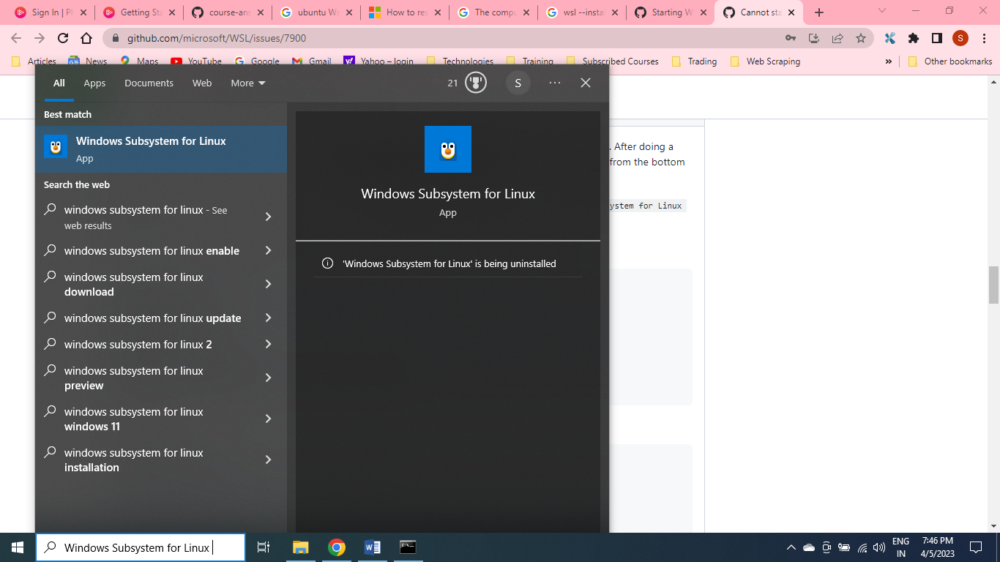 Sign In | Pl
Getting Sta
course-ans
ubuntu Ws
How to res
The compu
wsl --instal
Starting W
Cannot sta
github.com/microsoft/WSL/issues/7900
S
Articles
News
Maps
YouTube
Google
Gmail
Yahoo – login
Technologies
Training
Subscribed Courses
Trading
Web Scraping
»
Other bookmarks
All Apps Documents Web More
21
S
Best match
Windows Subsystem for Linux
App
Search the web
windows subsystem for linux - See
web results
windows subsystem for linux enable
windows subsystem for linux
download
windows subsystem for linux update
windows subsystem for linux 2
windows subsystem for linux
preview
windows subsystem for linux
windows 11
windows subsystem for linux
installation
Windows Subsystem for Linux
App
'Windows Subsystem for Linux' is being uninstalled
. After doing a
from the bottom
ystem for Linux
Windows Subsystem for Linux
ENG
IN
7:46 PM
4/5/2023